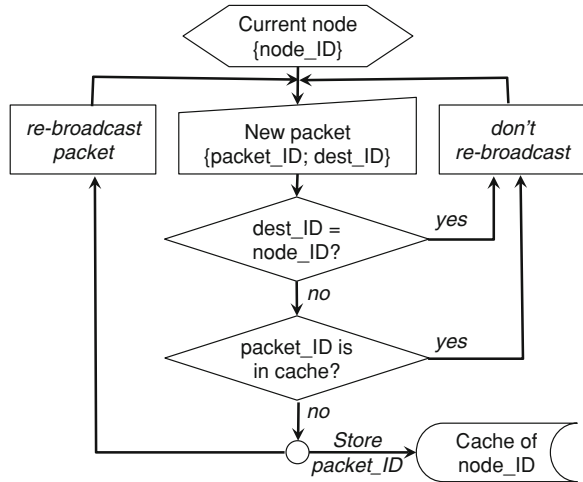 Current node
{node_ID}
re-broadcast
packet
New packet
{packet_ID; dest_ID}
don't
re-broadcast
dest_ID =
node_ID?
yes
no
packet_ID is
in cache?
yes
no
Store
packet_ID
Cache of
node_ID